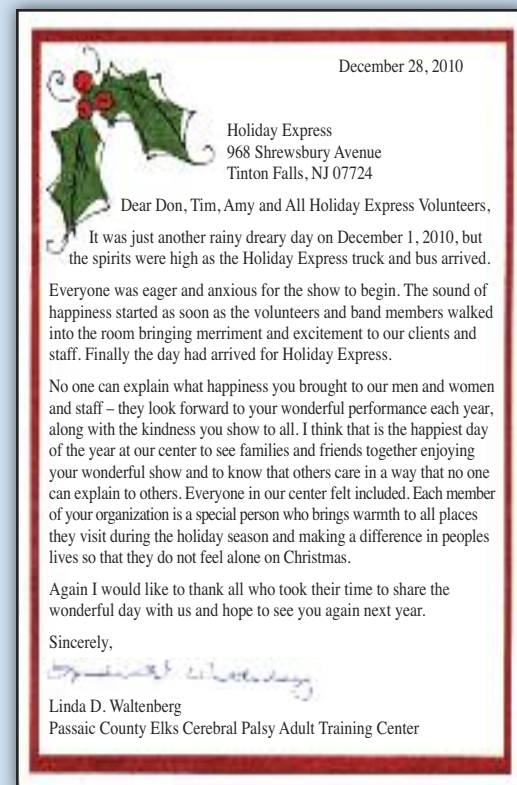 December 28, 2010
Holiday Express
968 Shrewsbury Avenue
Tinton Falls, NJ 07724
Dear Don, Tim, Amy and All Holiday Express Volunteers,
It was just another rainy dreary day on December 1, 2010, but
the spirits were high as the Holiday Express truck and bus arrived.
Everyone was eager and anxious for the show to begin. The sound of
happiness started as soon as the volunteers and band members walked
into the room bringing merriment and excitement to our clients and
staff. Finally the day had arrived for Holiday Express.
No one can explain what happiness you brought to our men and women
and staff – they look forward to your wonderful performance each year,
along with the kindness you show to all. I think that is the happiest day
of the year at our center to see families and friends together enjoying
your wonderful show and to know that others care in a way that no one
can explain to others. Everyone in our center felt included. Each member
of your organization is a special person who brings warmth to all places
they visit during the holiday season and making a difference in peoples
lives so that they do not feel alone on Christmas.
Again I would like to thank all who took their time to share the
wonderful day with us and hope to see you again next year.
Sincerely,
Linda D. Waltenberg
Passaic County Elks Cerebral Palsy Adult Training Center